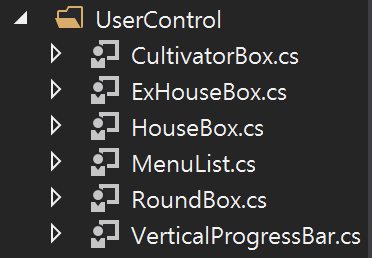 UserControl
CultivatorBox.cs
ExHouseBox.cs
HouseBox.cs
MenuList.cs
RoundBox.cs
VerticalProgressBar.cs